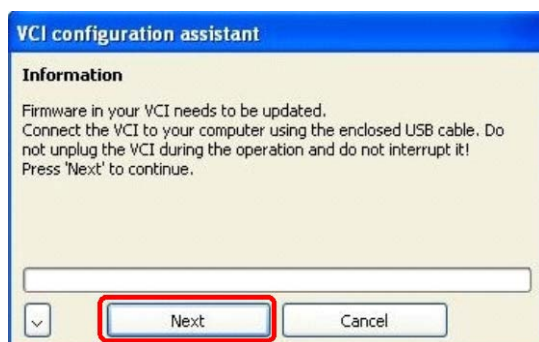 VCI configuration assistant
Information
Firmware in your VCI needs to be updated.
Connect the VCI to your computer using the enclosed USB cable. Do
not unplug the VCI during the operation and do not interrupt it!
Press 'Next' to continue.
Next
Cancel